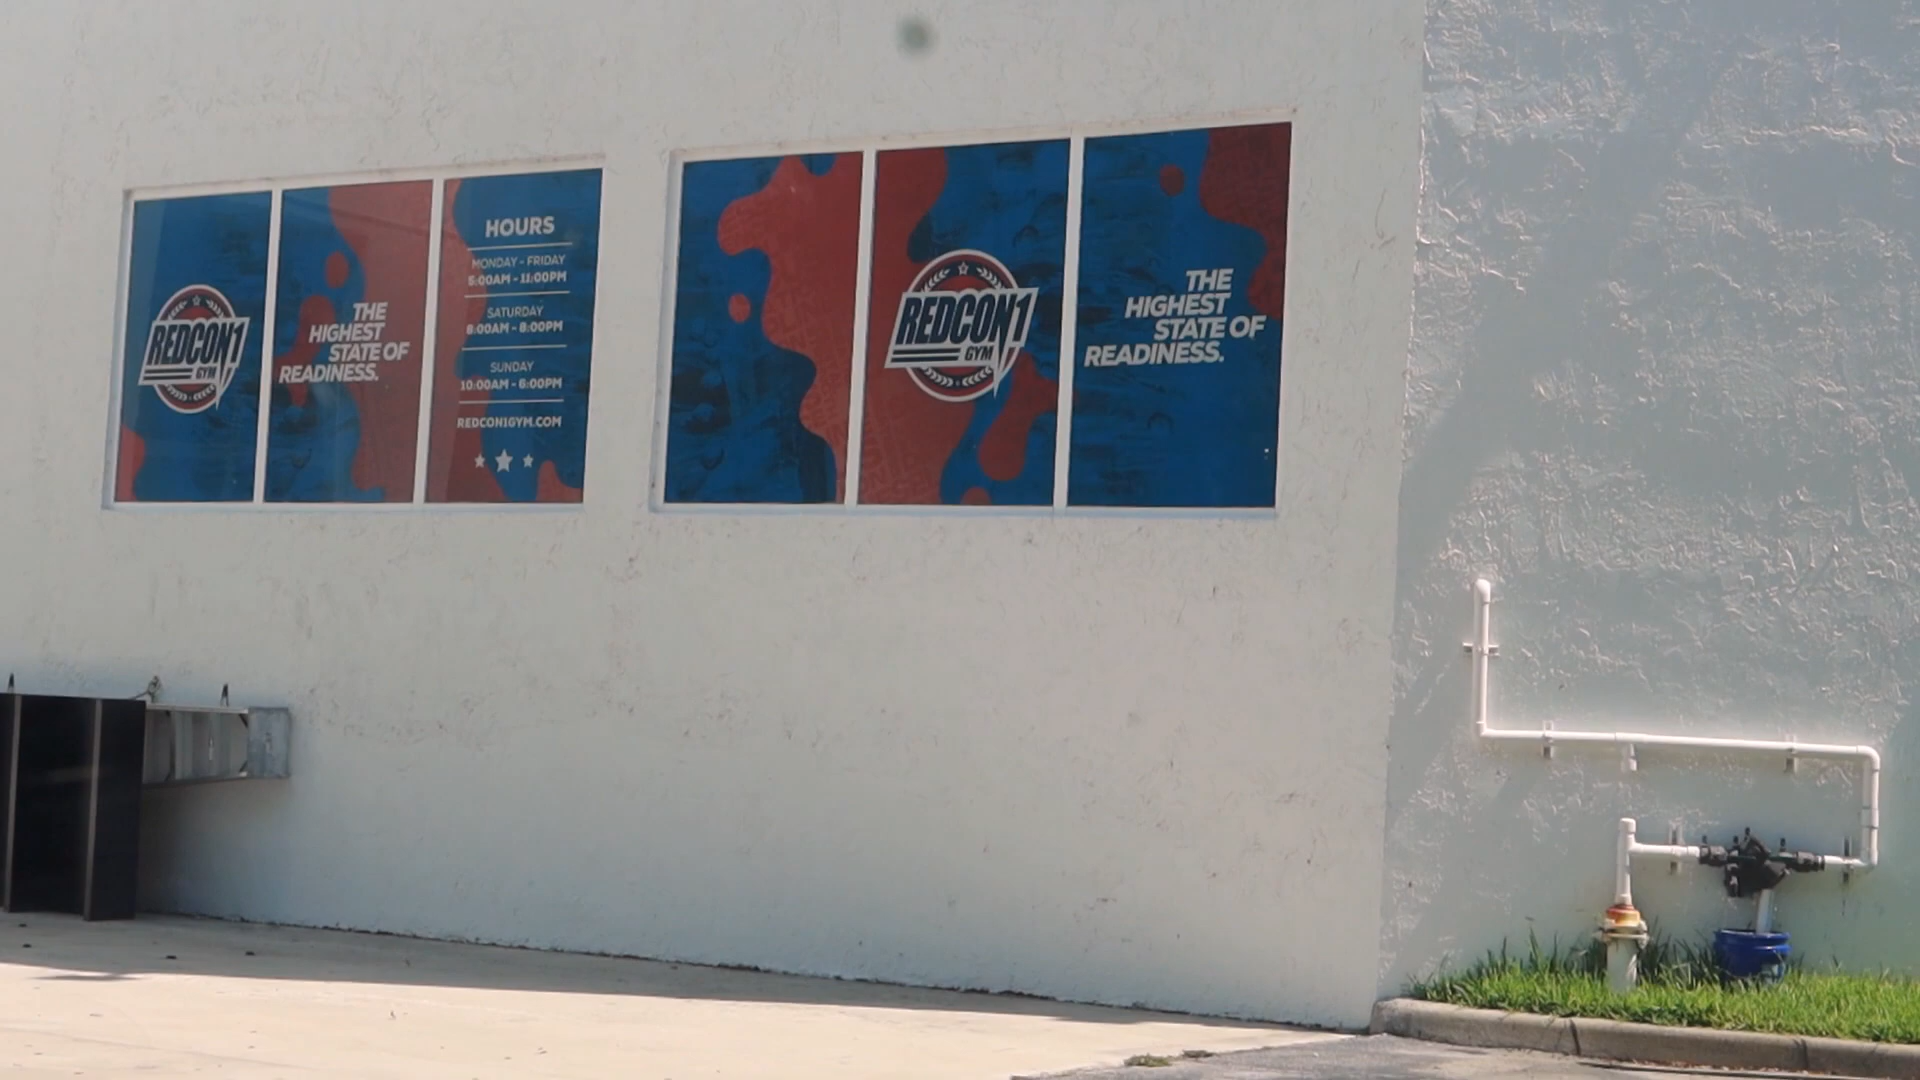 REDCON1
GYM
THE
HIGHEST
STATE OF
READINESS.
HOURS
MONDAY - FRIDAY
5:00AM - 11:00PM
SATURDAY
8:00AM - 8:00PM
SUNDAY
10:00AM - 6:00PM
REDCON1GYM.COM
REDCON1
GYM
THE
HIGHEST
STATE OF
READINESS.